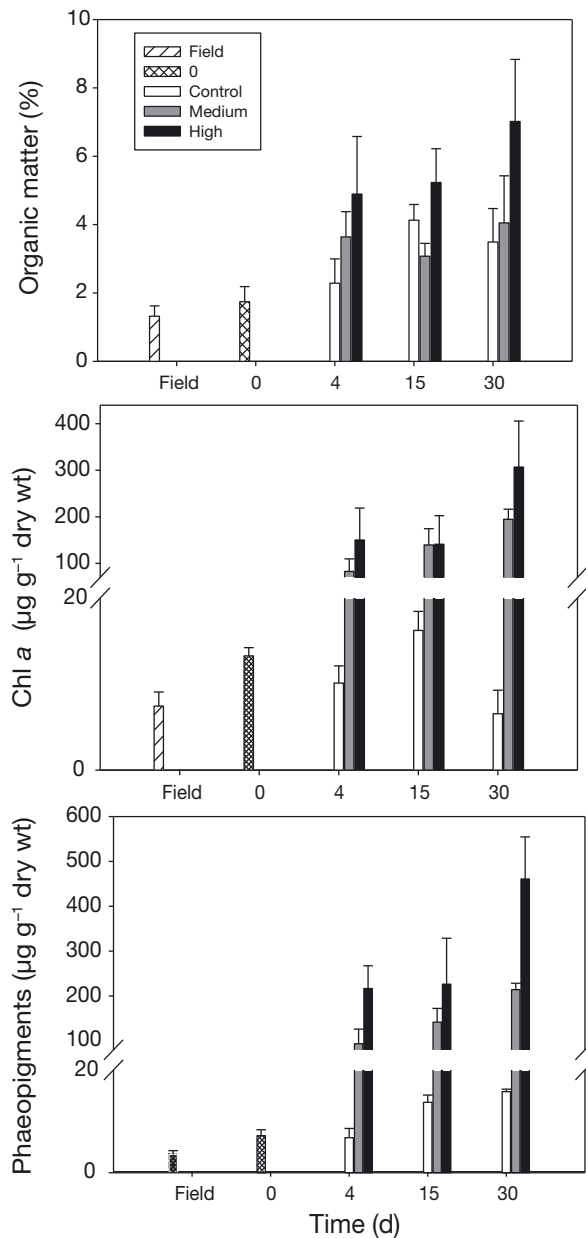 10
8
6
4
2
0
Organic matter (%)
Field
0
Control
Medium
High
Field 0 4 15 30
400
300
200
100
20
0
Chl a (µg g⁻¹ dry wt)
Field 0 4 15 30
600
500
400
300
200
100
20
0
Phaeopigments (µg g⁻¹ dry wt)
Field 0 4 15 30
Time (d)